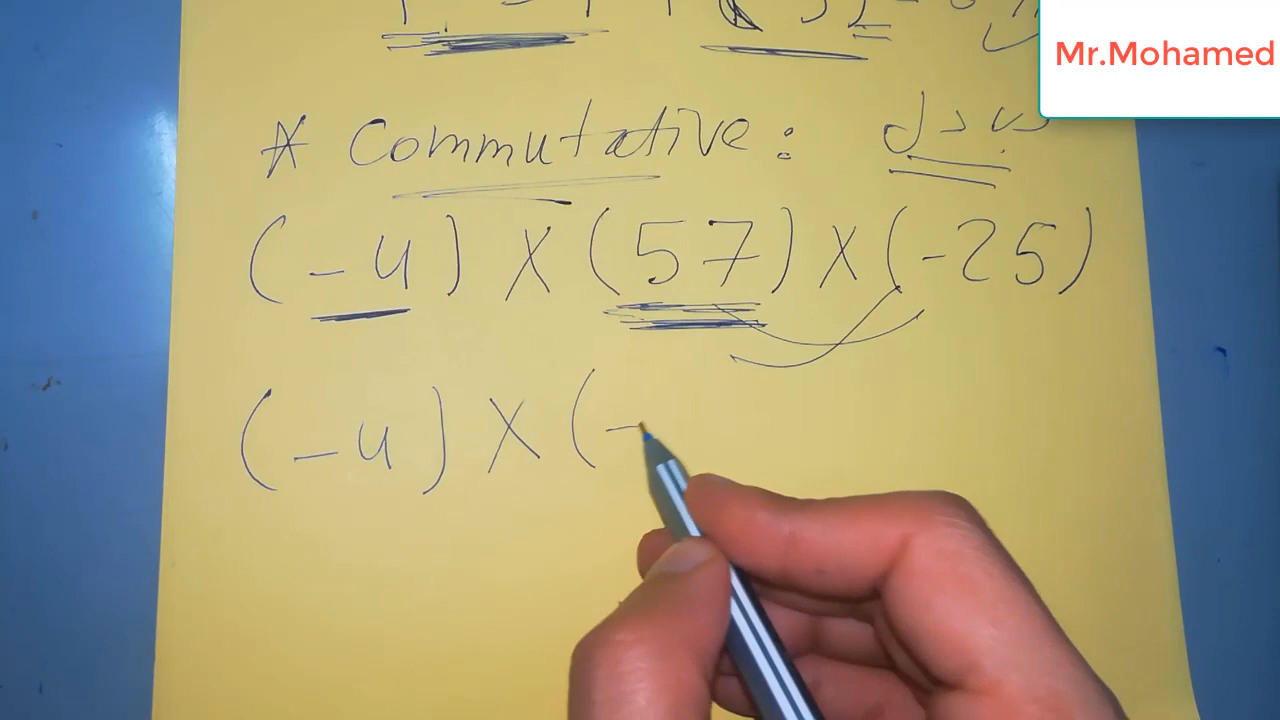 Mr.Mohamed
* Commutative:
(-4) X (57) X (-25)
(-4) X (-